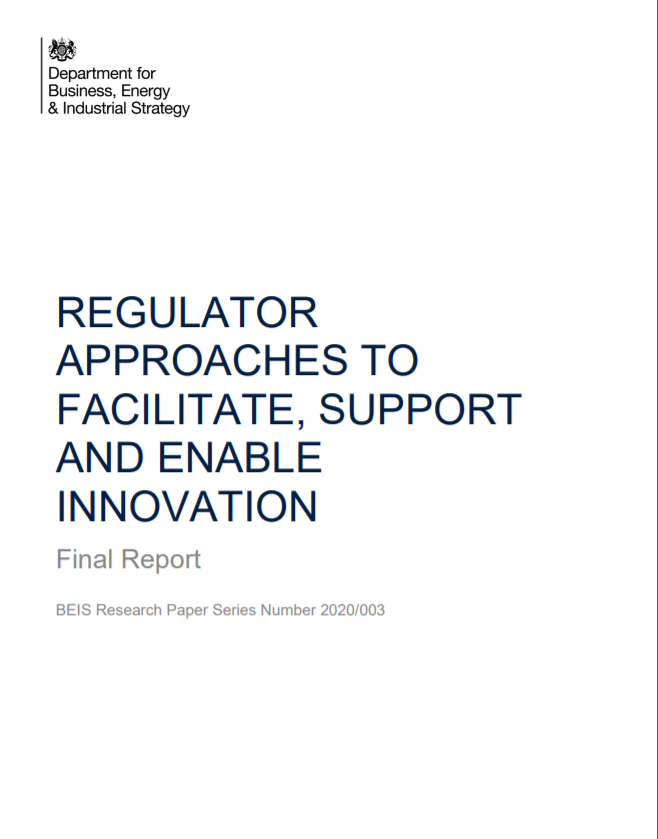 Department for
Business, Energy
& Industrial Strategy
REGULATOR
APPROACHES TO
FACILITATE, SUPPORT
AND ENABLE
INNOVATION
Final Report
BEIS Research Paper Series Number 2020/003